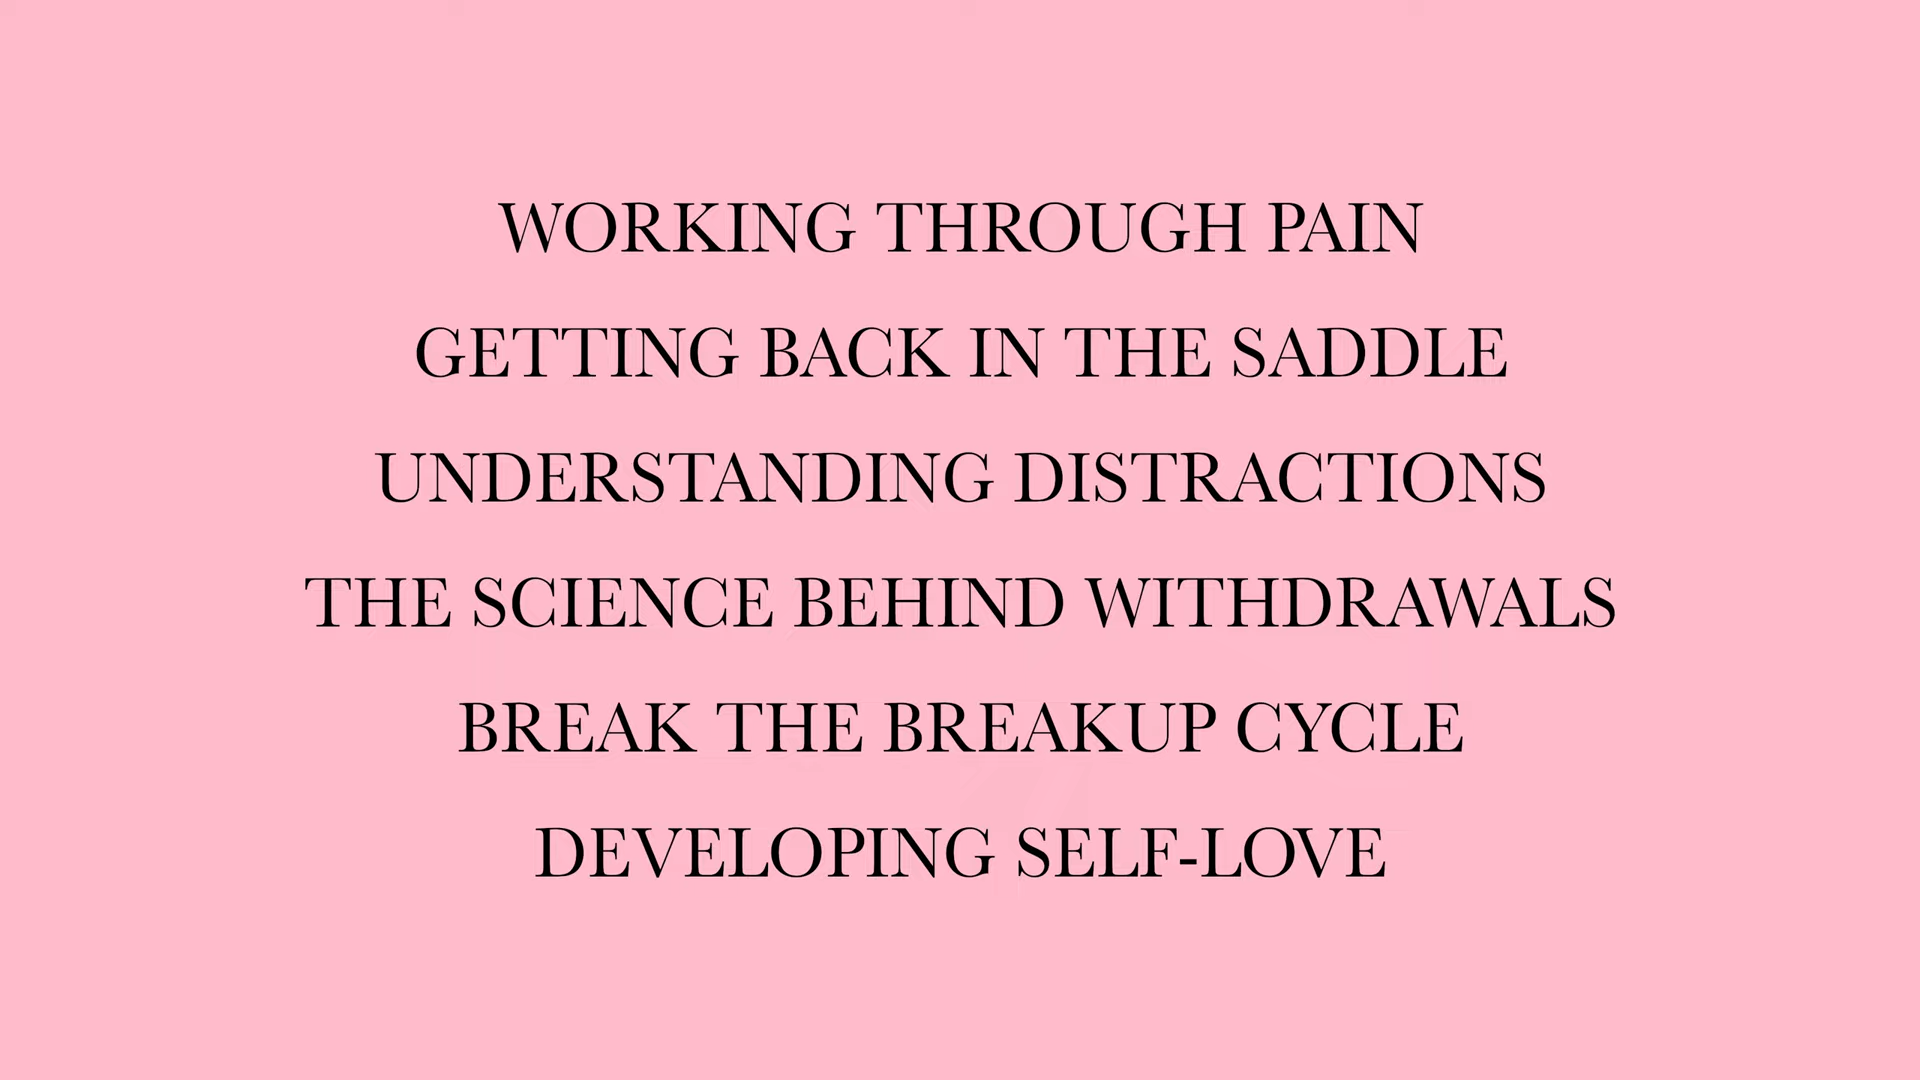 WORKING THROUGH PAIN
GETTING BACK IN THE SADDLE
UNDERSTANDING DISTRACTIONS
THE SCIENCE BEHIND WITHDRAWALS
BREAK THE BREAKUP CYCLE
DEVELOPING SELF-LOVE